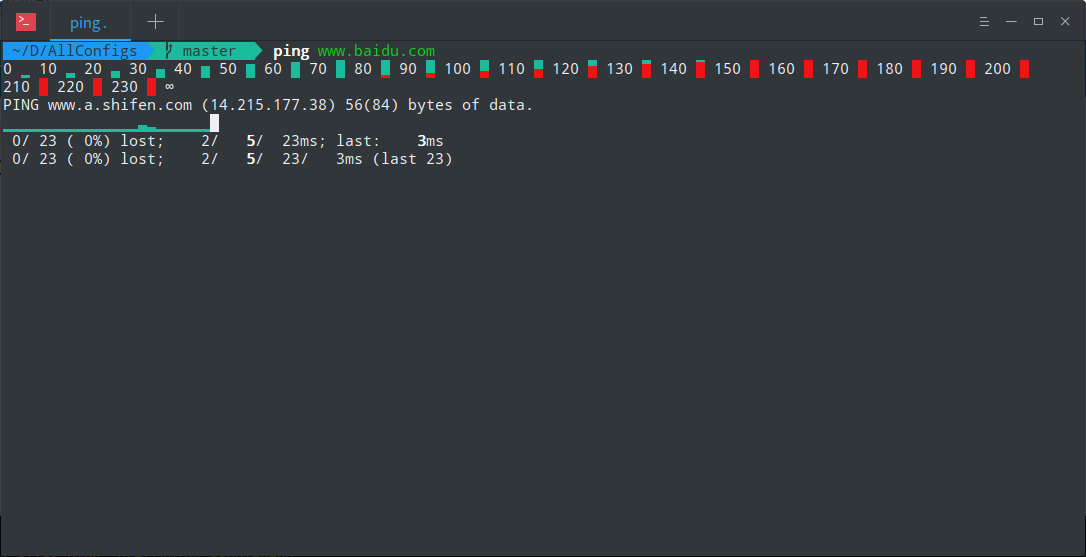 ping.
~/D/AllConfigs master ping www.baidu.com
0 10 20 30 40 50 60 70 80 90 100 110 120 130 140 150 160 170 180 190 200
210 220 230 ∞
PING www.a.shifen.com (14.215.177.38) 56(84) bytes of data.
0/ 23 ( 0%) lost; 2/ 5/ 23ms; last: 3ms
0/ 23 ( 0%) lost; 2/ 5/ 23/ 3ms (last 23)